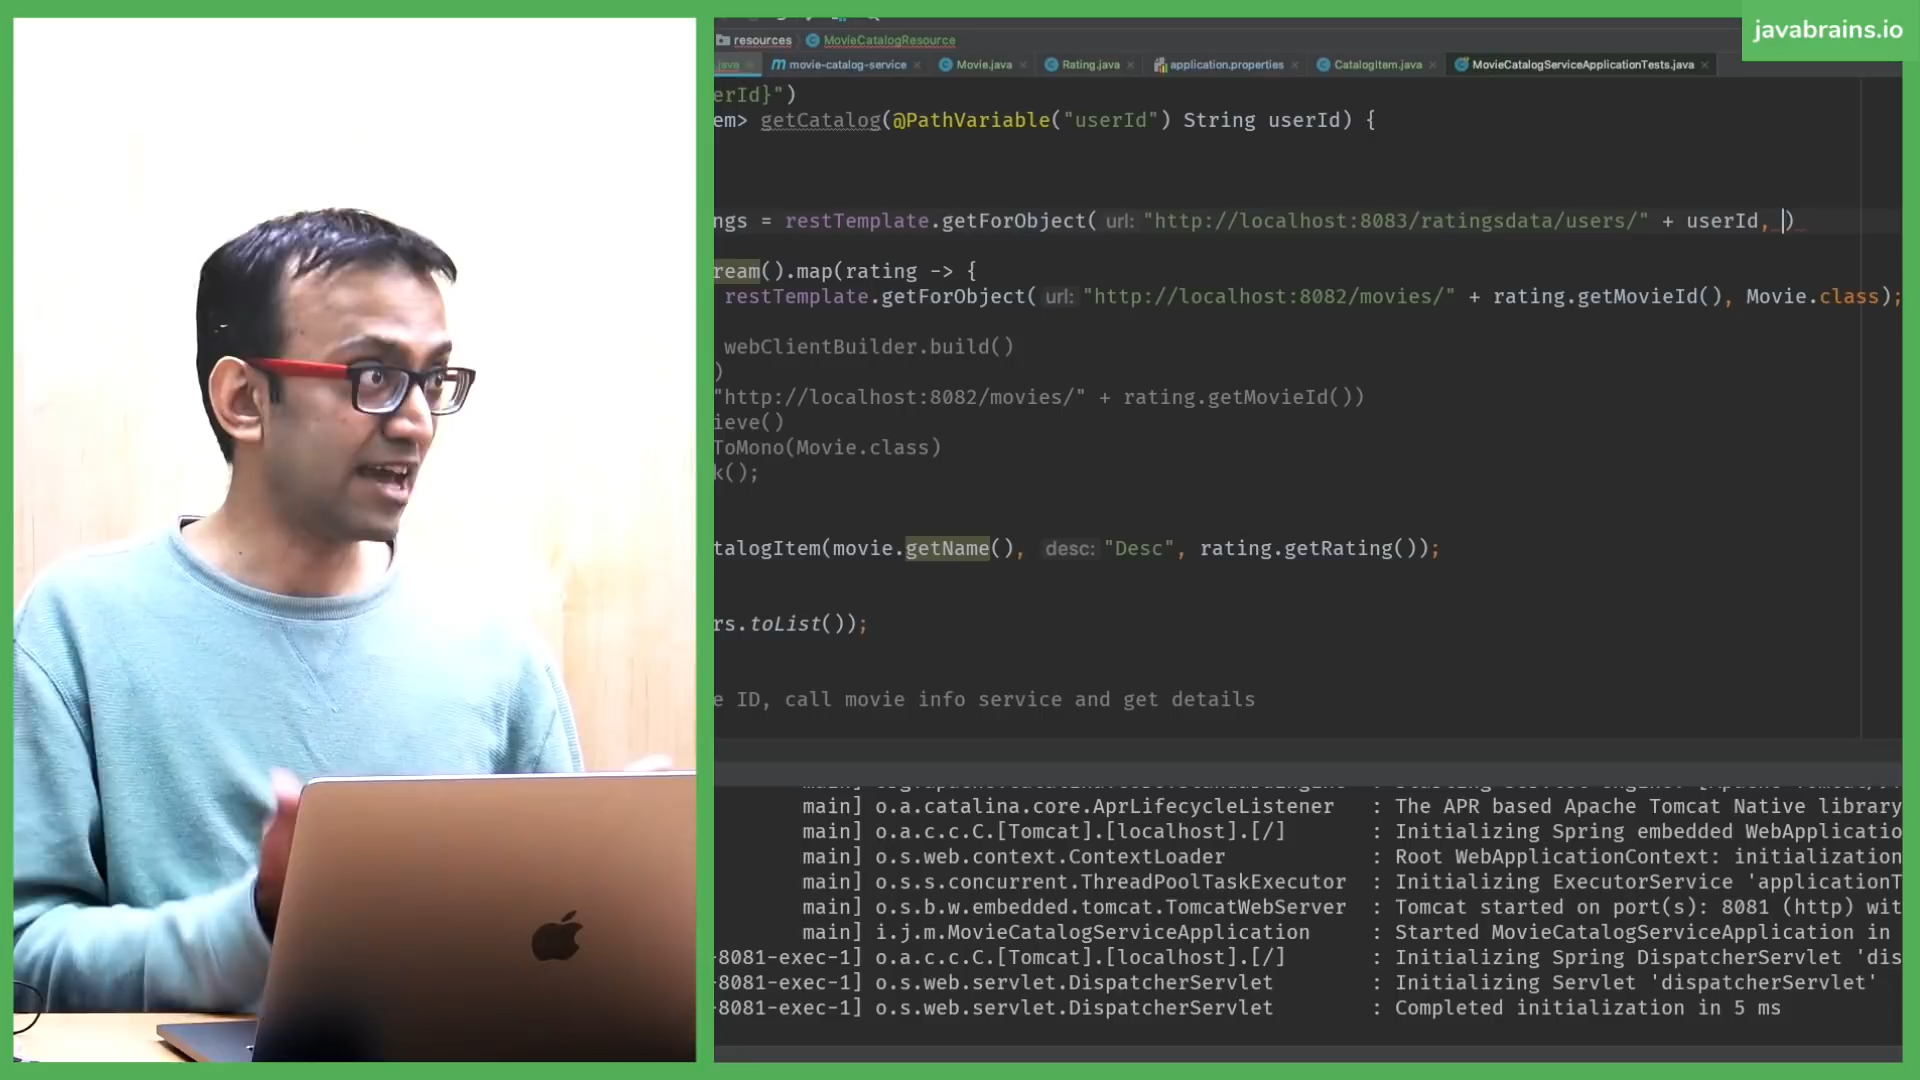 javabrains.io
resources MovieCatalogResource
.java movie-catalog-service Movie.java Rating.java application.properties CatalogItem.java MovieCatalogServiceApplicationTests.java
erId}")
em> getCatalog(@PathVariable("userId") String userId) {
ngs = restTemplate.getForObject( url: "http://localhost:8083/ratingsdata/users/" + userId, )
ream().map(rating -> {
restTemplate.getForObject( url: "http://localhost:8082/movies/" + rating.getMovieId(), Movie.class);
webClientBuilder.build()
)
"http://localhost:8082/movies/" + rating.getMovieId())
ieve()
ToMono(Movie.class)
k();
talogItem(movie.getName(), desc: "Desc", rating.getRating());
rs.toList());
e ID, call movie info service and get details
main] o.a.catalina.core.AprLifecycleListener : The APR based Apache Tomcat Native library
main] o.a.c.c.C.[Tomcat].[localhost].[/] : Initializing Spring embedded WebApplicatio
main] o.s.web.context.ContextLoader : Root WebApplicationContext: initialization
main] o.s.s.concurrent.ThreadPoolTaskExecutor : Initializing ExecutorService 'applicationT
main] o.s.b.w.embedded.tomcat.TomcatWebServer : Tomcat started on port(s): 8081 (http) wit
main] i.j.m.MovieCatalogServiceApplication : Started MovieCatalogServiceApplication in
-8081-exec-1] o.a.c.c.C.[Tomcat].[localhost].[/] : Initializing Spring DispatcherServlet 'dis
-8081-exec-1] o.s.web.servlet.DispatcherServlet : Initializing Servlet 'dispatcherServlet'
-8081-exec-1] o.s.web.servlet.DispatcherServlet : Completed initialization in 5 ms